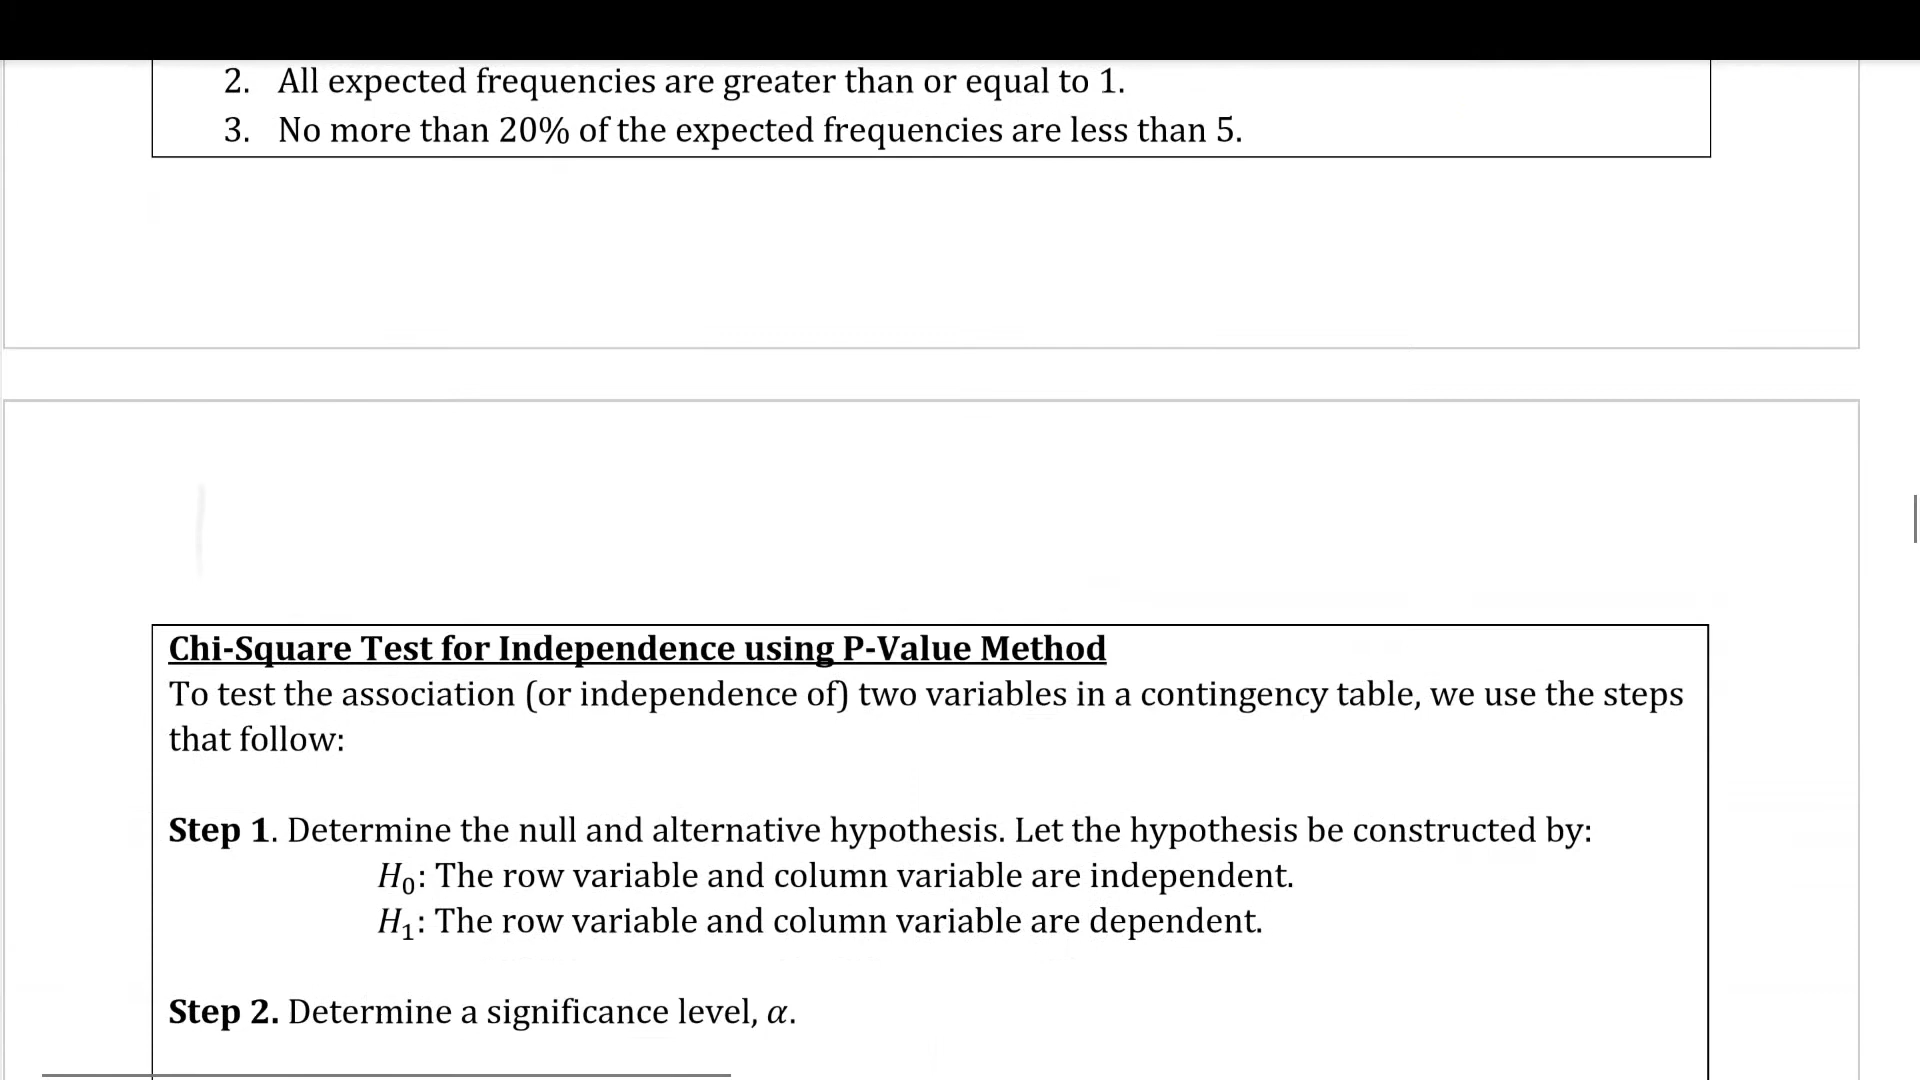 2. All expected frequencies are greater than or equal to 1.
3. No more than 20% of the expected frequencies are less than 5.
Chi-Square Test for Independence using P-Value Method
To test the association (or independence of) two variables in a contingency table, we use the steps
that follow:
Step 1. Determine the null and alternative hypothesis. Let the hypothesis be constructed by:
H₀: The row variable and column variable are independent.
H₁: The row variable and column variable are dependent.
Step 2. Determine a significance level, α.